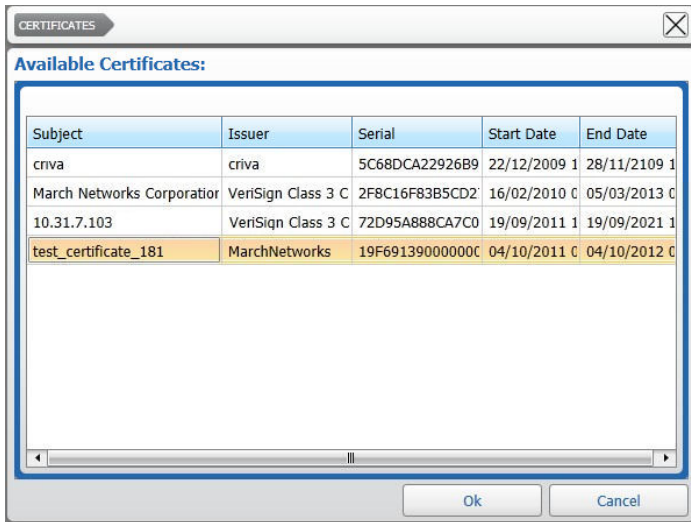 CERTIFICATES
Available Certificates:
Subject Issuer Serial Start Date End Date
criva criva 5C68DCA22926B9 22/12/2009 1 28/11/2109 1
March Networks Corporation VeriSign Class 3 C 2F8C16F83B5CD2 16/02/2010 0 05/03/2013 0
10.31.7.103 VeriSign Class 3 C 72D95A888CA7C0 19/09/2011 1 19/09/2021 1
test_certificate_181 MarchNetworks 19F69139000000 04/10/2011 0 04/10/2012 0
Ok Cancel